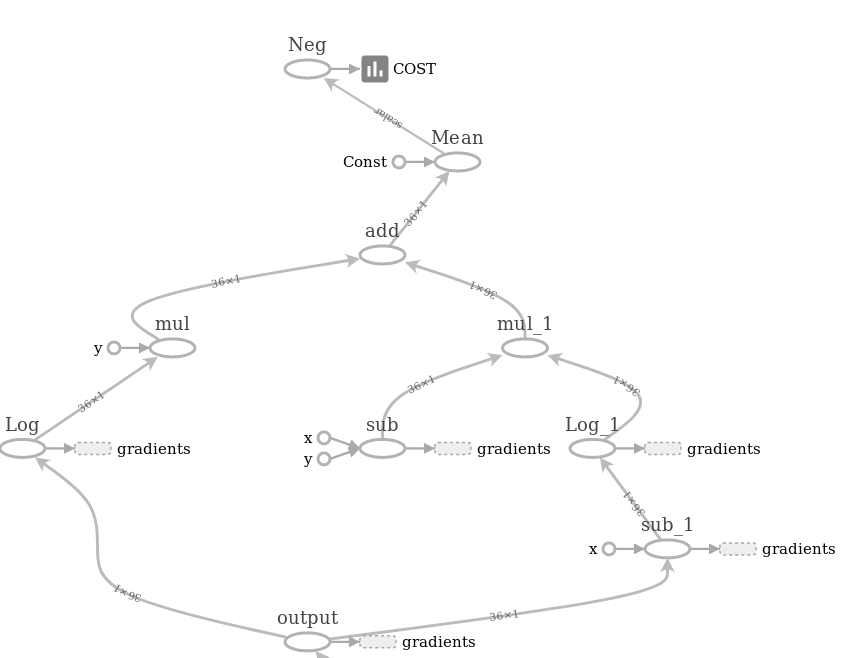 Neg
COST
scalar
Mean
Const
36×1
add
36×1
36×1
mul
mul_1
y
36×1
36×1
36×1
Log
sub
Log_1
gradients
x
y
gradients
gradients
36×1
sub_1
x
gradients
36×1
output
36×1
gradients